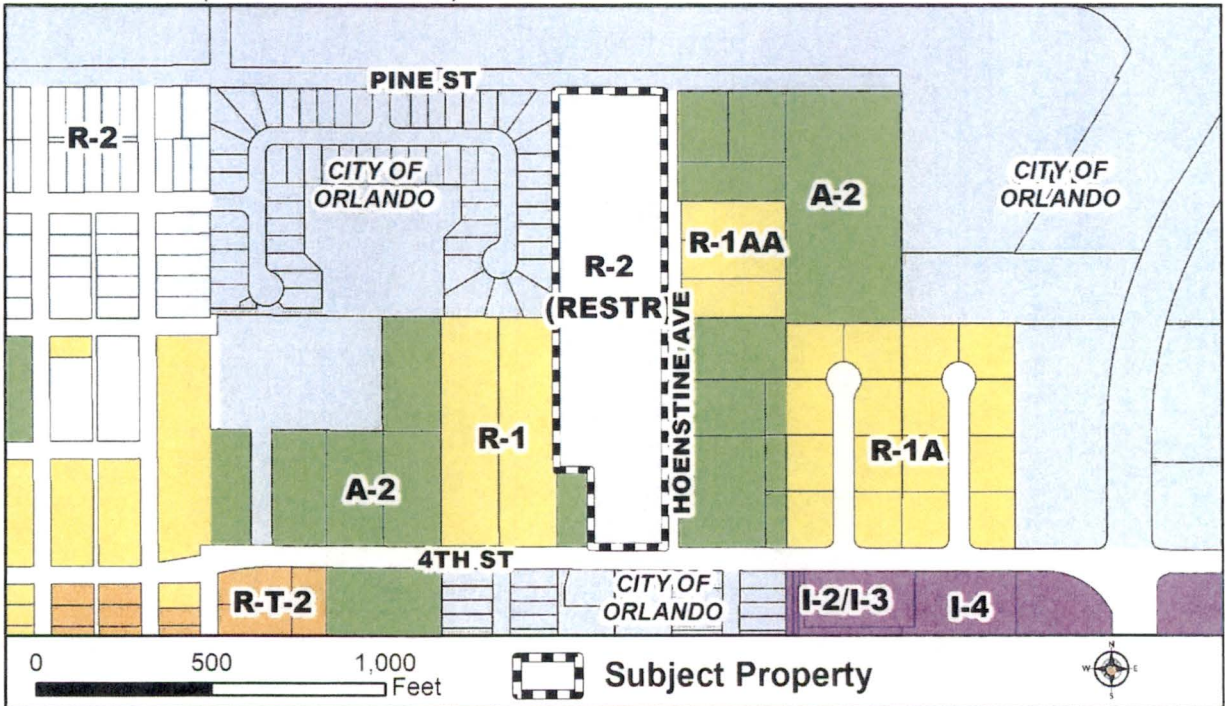 PINE ST
R-2
CITY OF
ORLANDO
CITY OF
ORLANDO
A-2
R-1AA
R-2
(RESTR)
HOENSTINE AVE
R-1
R-1A
A-2
4TH ST
R-T-2
CITY OF
ORLANDO
I-2/I-3
I-4
0 500 1,000
Feet
Subject Property
N
W E
S